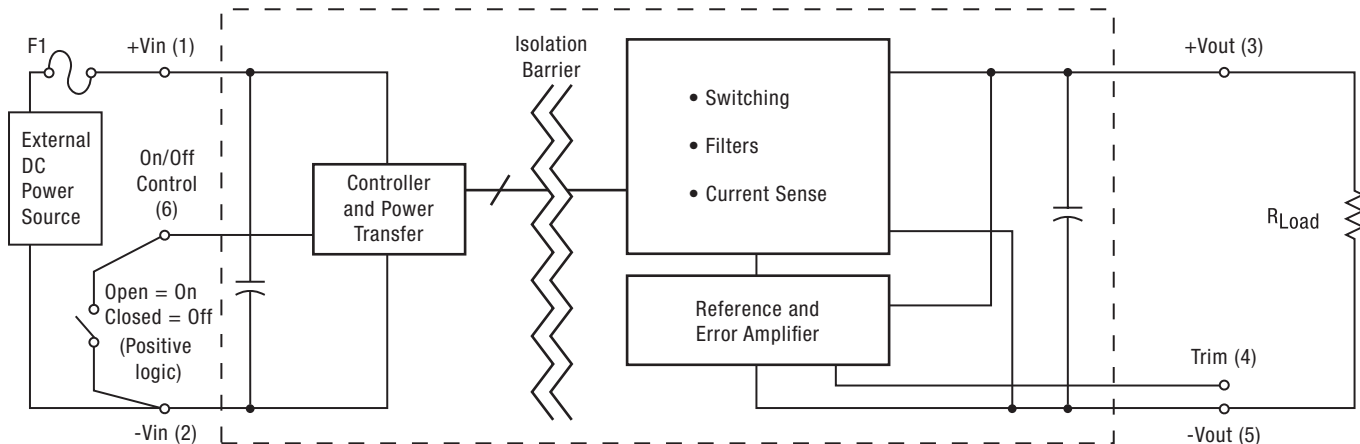 F1
+Vin (1)
External
DC
Power
Source
On/Off
Control
(6)
Open = On
Closed = Off
(Positive
logic)
-Vin (2)
Controller
and Power
Transfer
Isolation
Barrier
• Switching
• Filters
• Current Sense
Reference and
Error Amplifier
+Vout (3)
RLoad
Trim (4)
-Vout (5)